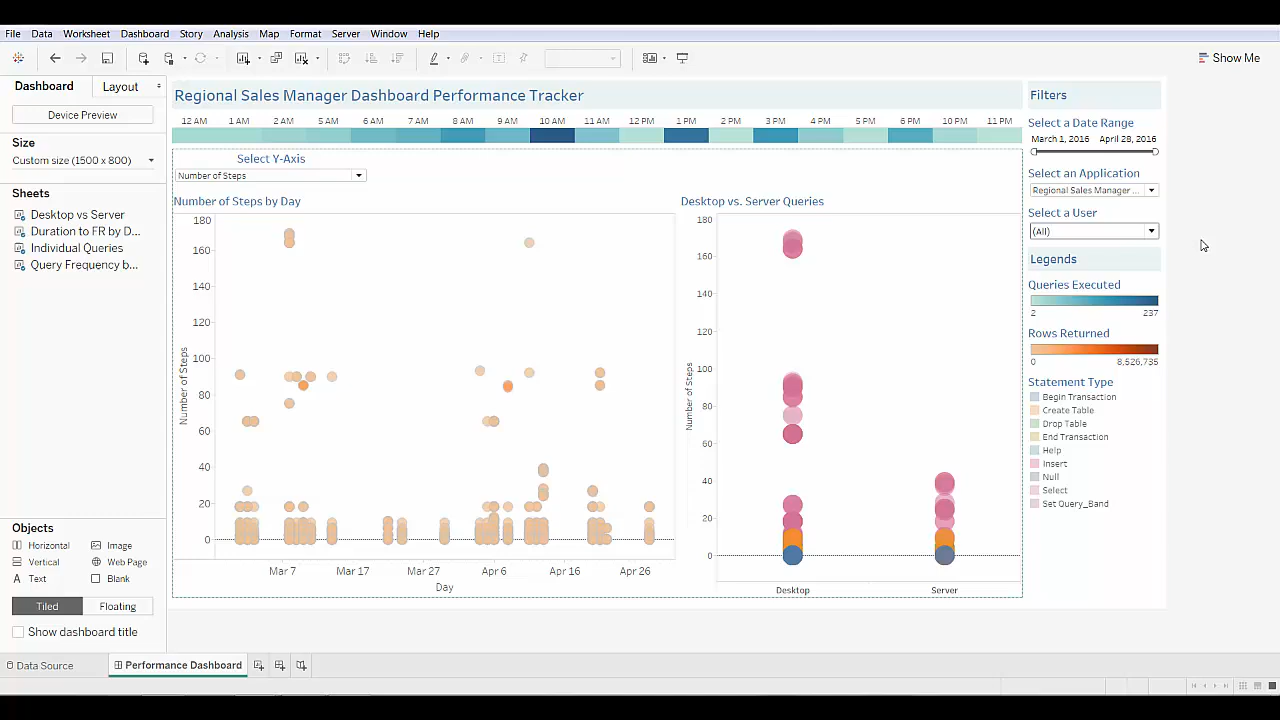 File Data Worksheet Dashboard Story Analysis Map Format Server Window Help
Show Me
Dashboard Layout
Device Preview
Size
Custom size (1500 x 800)
Sheets
Desktop vs Server
Duration to FR by D...
Individual Queries
Query Frequency b...
Objects
Horizontal Image
Vertical Web Page
Text Blank
Tiled Floating
Show dashboard title
Regional Sales Manager Dashboard Performance Tracker
12 AM 1 AM 2 AM 5 AM 7 AM 8 AM 9 AM 10 AM 11 AM 12 PM 1 PM 2 PM 3 PM 4 PM 5 PM 6 PM 10 PM 11 PM
Select Y-Axis
Number of Steps
Number of Steps by Day
180
160
140
120
100
80
60
40
20
0
Number of Steps
Mar 7 Mar 17 Mar 27 Apr 6 Apr 16 Apr 26
Day
Desktop vs. Server Queries
180
160
140
120
100
80
60
40
20
0
Number of Steps
Desktop Server
Filters
Select a Date Range
March 1, 2016 April 28, 2016
Select an Application
Regional Sales Manager ...
Select a User
(All)
Legends
Queries Executed
2 237
Rows Returned
0 8,526,735
Statement Type
Begin Transaction
Create Table
Drop Table
End Transaction
Help
Insert
Null
Select
Set Query_Band
Data Source Performance Dashboard